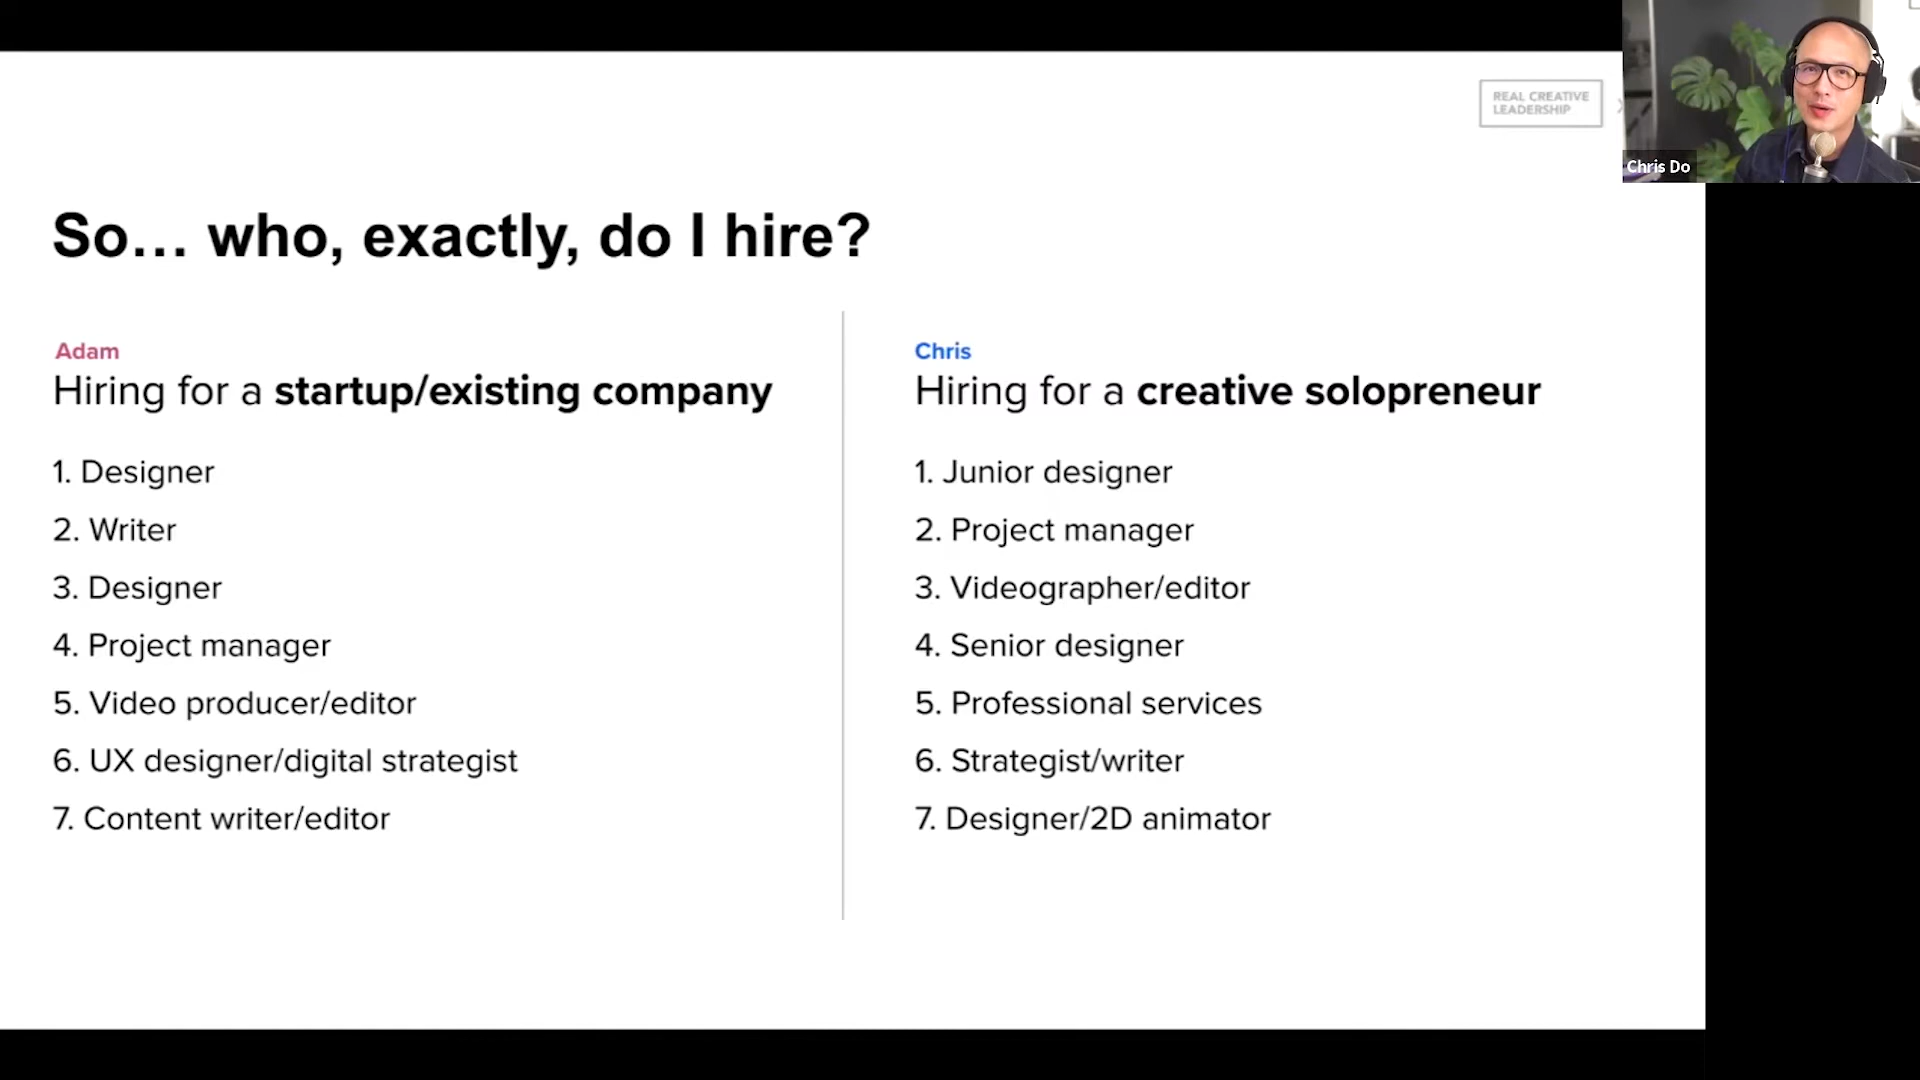 REAL CREATIVE
LEADERSHIP
Chris Do
So… who, exactly, do I hire?
Adam
Hiring for a startup/existing company
1. Designer
2. Writer
3. Designer
4. Project manager
5. Video producer/editor
6. UX designer/digital strategist
7. Content writer/editor
Chris
Hiring for a creative solopreneur
1. Junior designer
2. Project manager
3. Videographer/editor
4. Senior designer
5. Professional services
6. Strategist/writer
7. Designer/2D animator